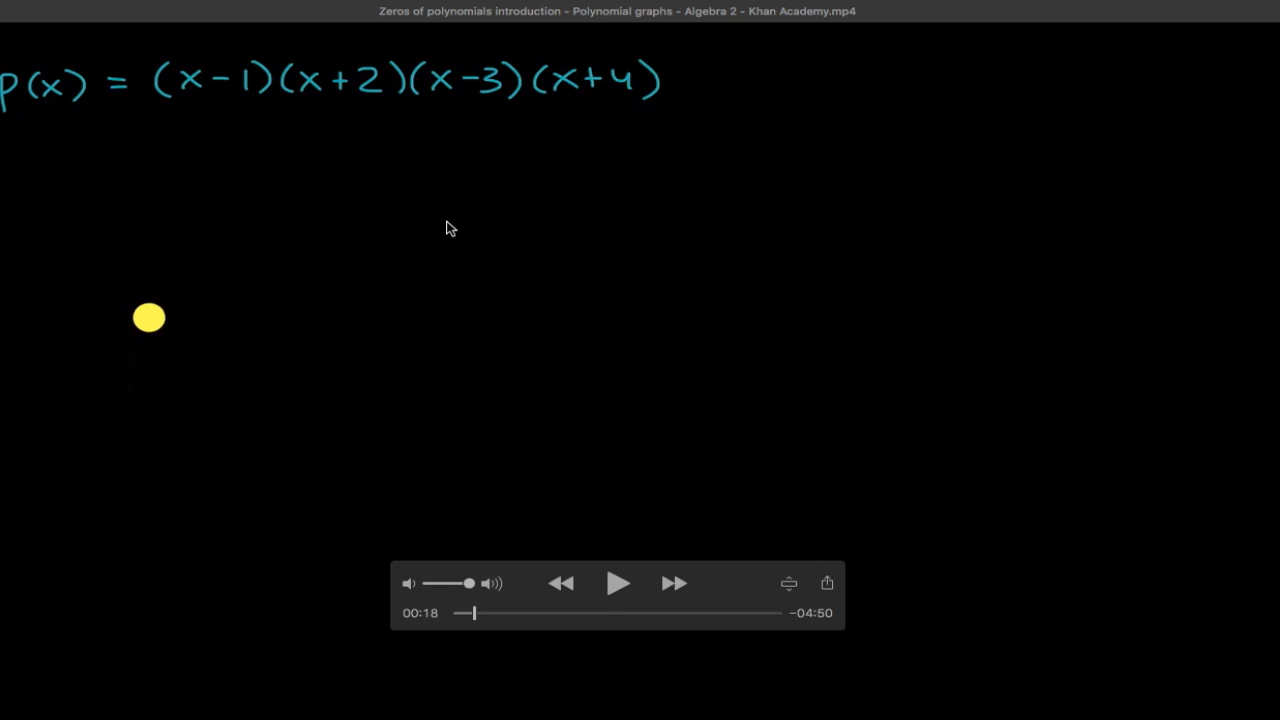 Zeros of polynomials introduction - Polynomial graphs - Algebra 2 - Khan Academy.mp4
p(x) = (x-1)(x+2)(x-3)(x+4)
00:18 -04:50